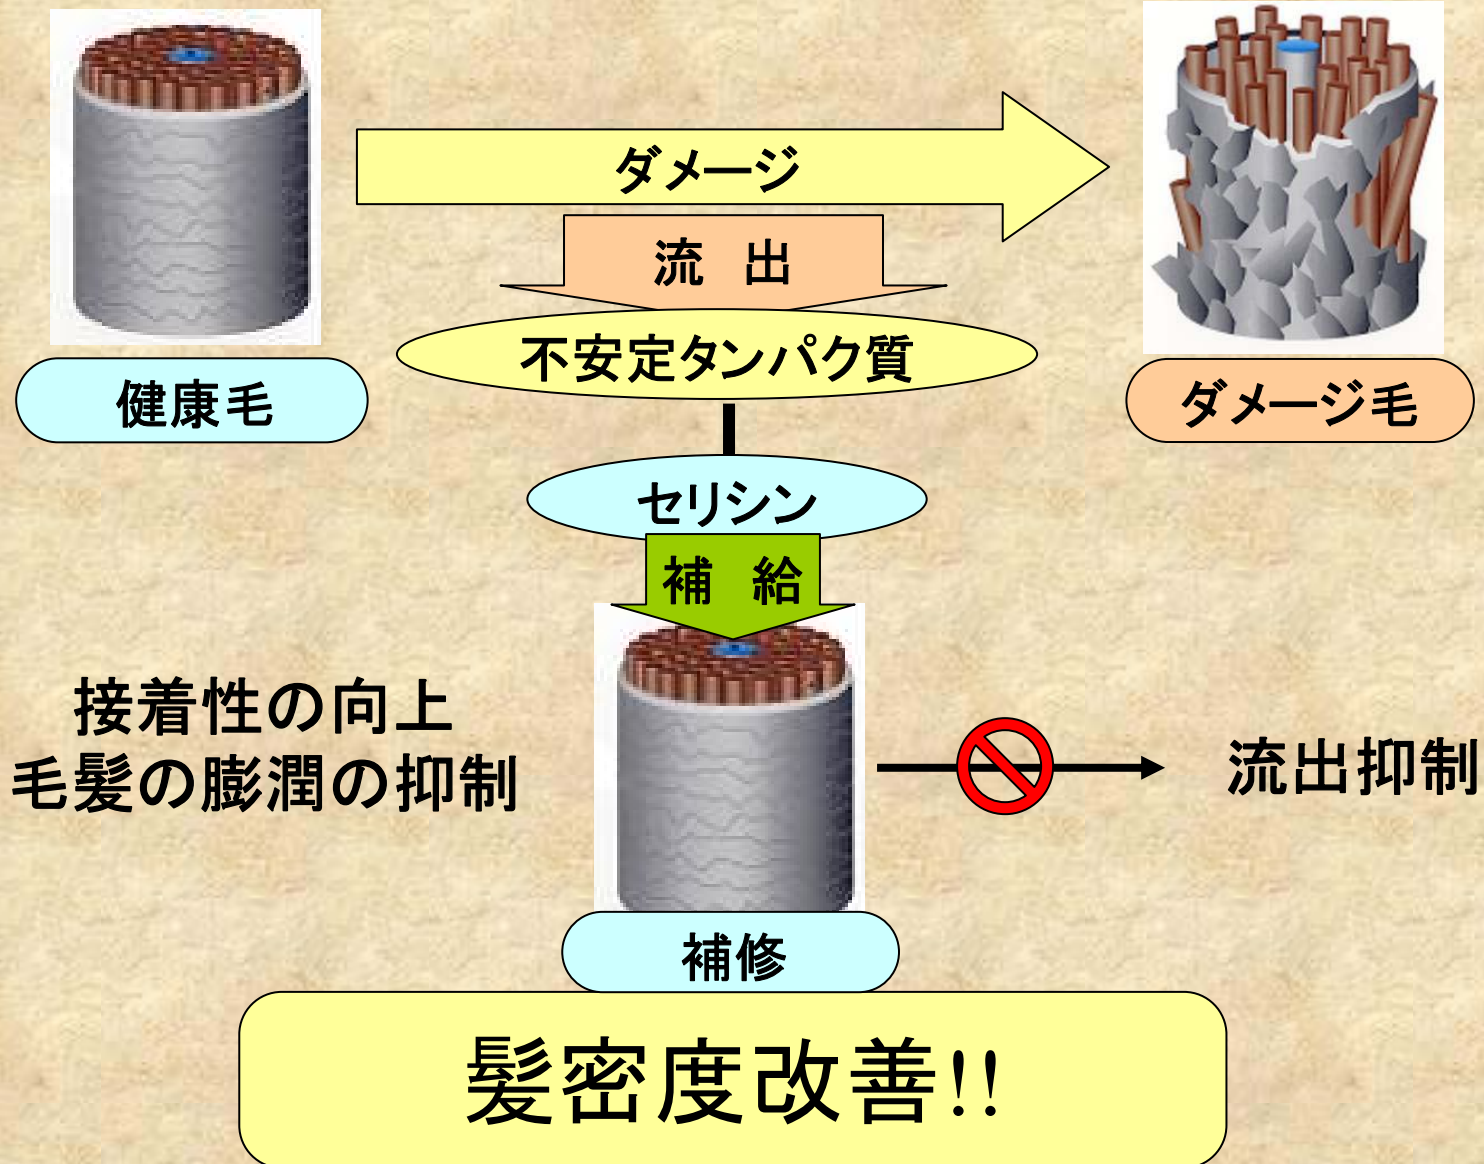 ダメージ
流　出
不安定タンパク質
健康毛
ダメージ毛
セリシン
補　給
接着性の向上
毛髪の膨潤の抑制
流出抑制
補修
髪密度改善!!